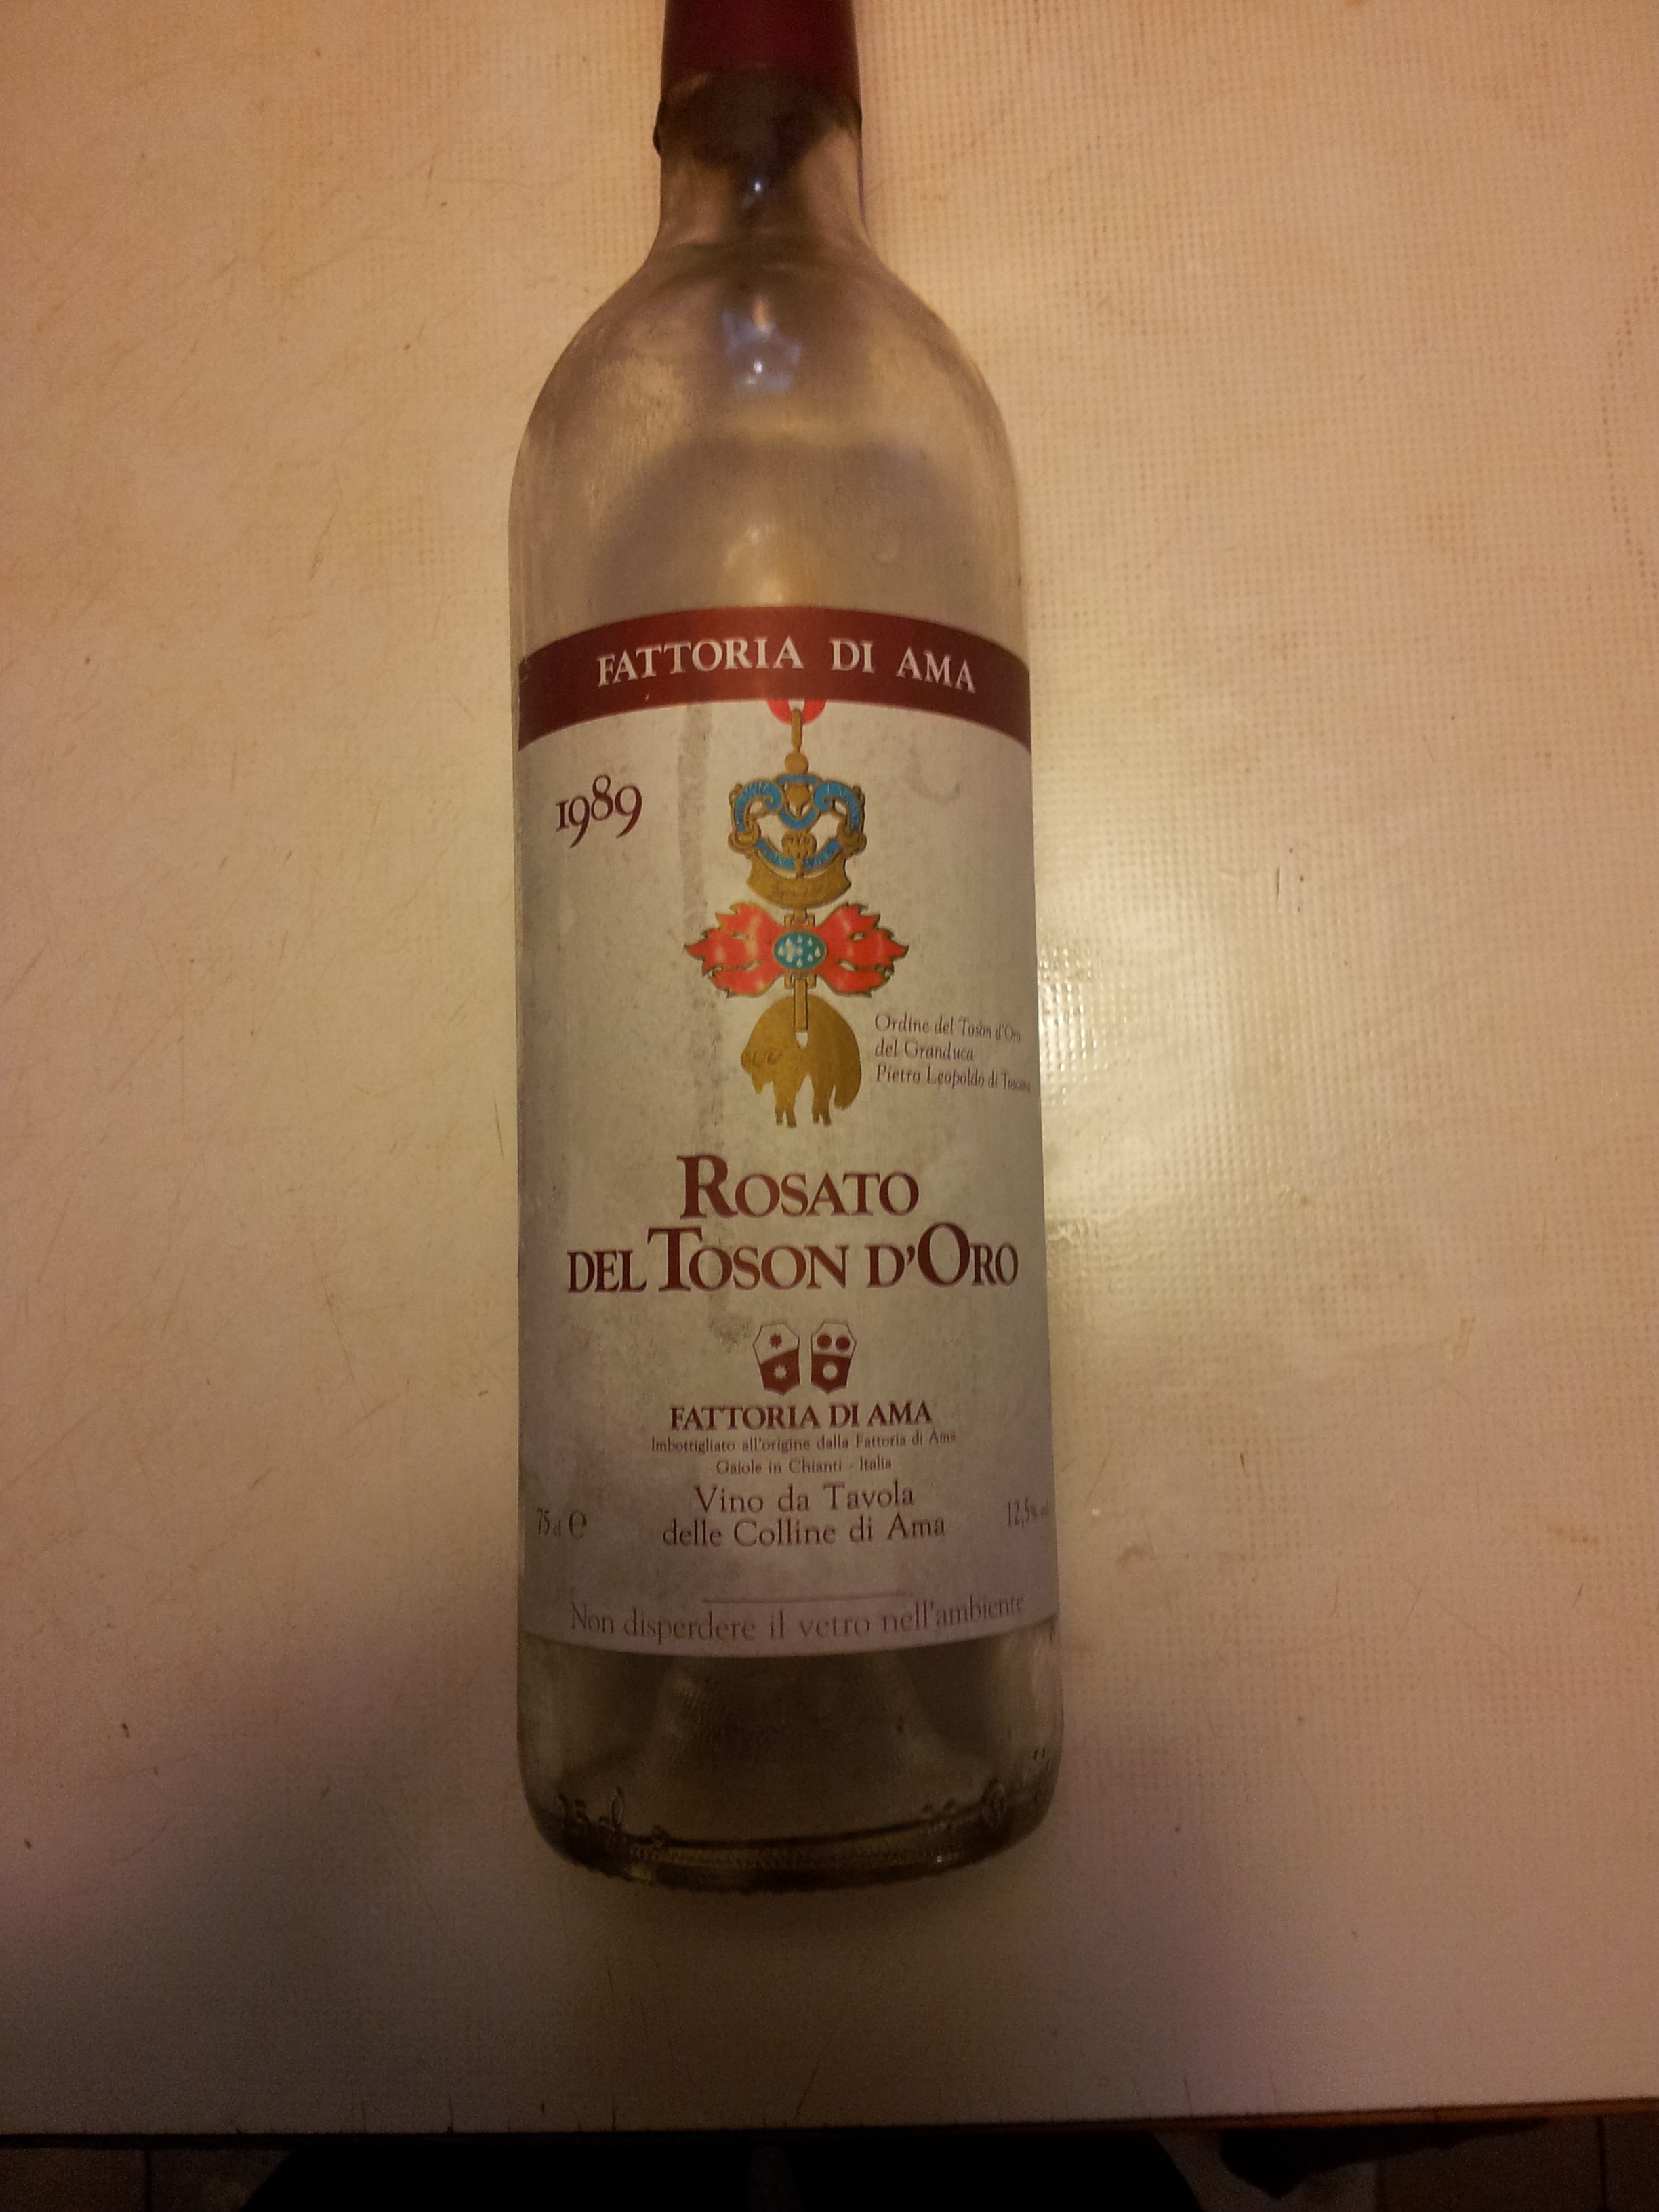 FATTORIA DI AMA
1989
Ordine del Toson d'Oro
del Granduca
Pietro Leopoldo di Toscana
ROSATO
DEL TOSON D'ORO
FATTORIA DI AMA
Imbottigliato all'origine dalla Fattoria di Ama
Gaiole in Chianti - Italia
Vino da Tavola
delle Colline di Ama
75 cl e
12,5%
Non disperdere il vetro nell'ambiente